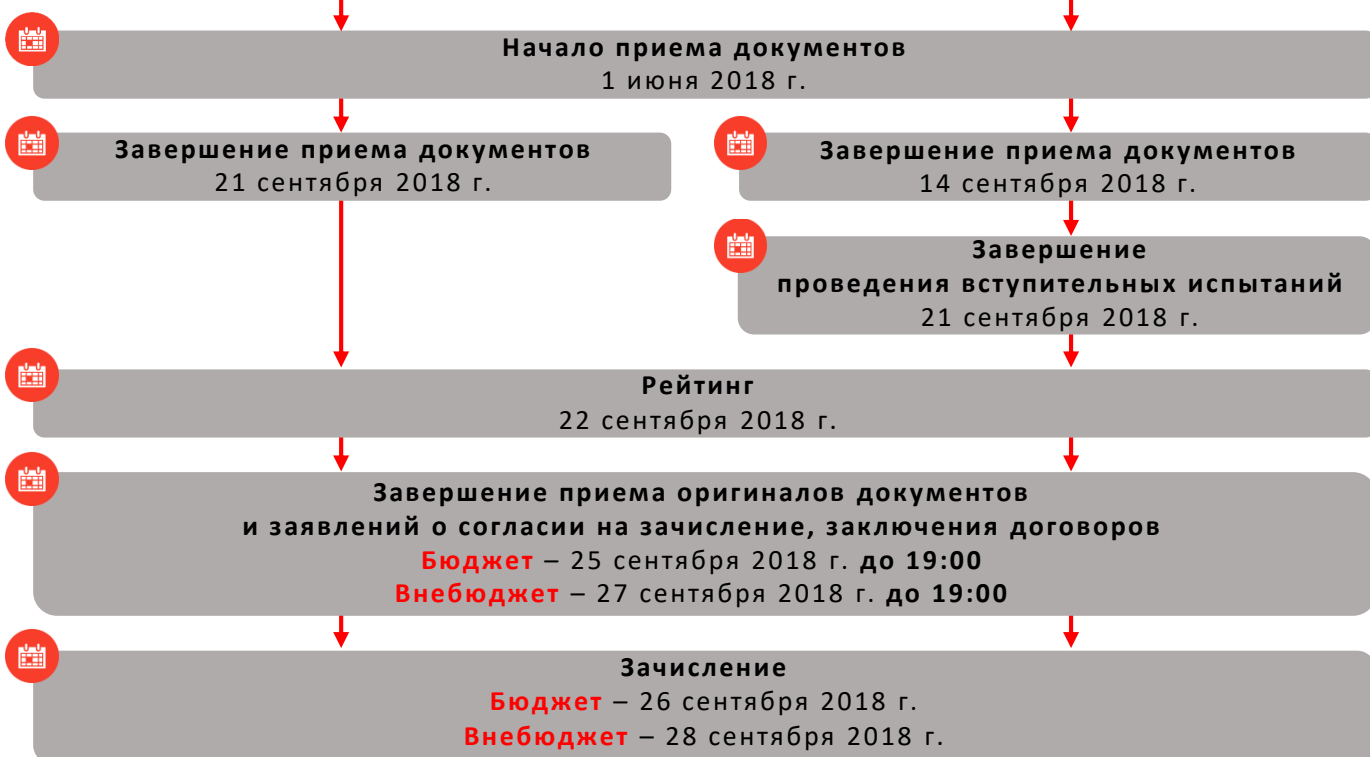 Начало приема документов
1 июня 2018 г.
Завершение приема документов
21 сентября 2018 г.
Завершение приема документов
14 сентября 2018 г.
Завершение
проведения вступительных испытаний
21 сентября 2018 г.
Рейтинг
22 сентября 2018 г.
Завершение приема оригиналов документов
и заявлений о согласии на зачисление, заключения договоров
Бюджет – 25 сентября 2018 г. до 19:00
Внебюджет – 27 сентября 2018 г. до 19:00
Зачисление
Бюджет – 26 сентября 2018 г.
Внебюджет – 28 сентября 2018 г.